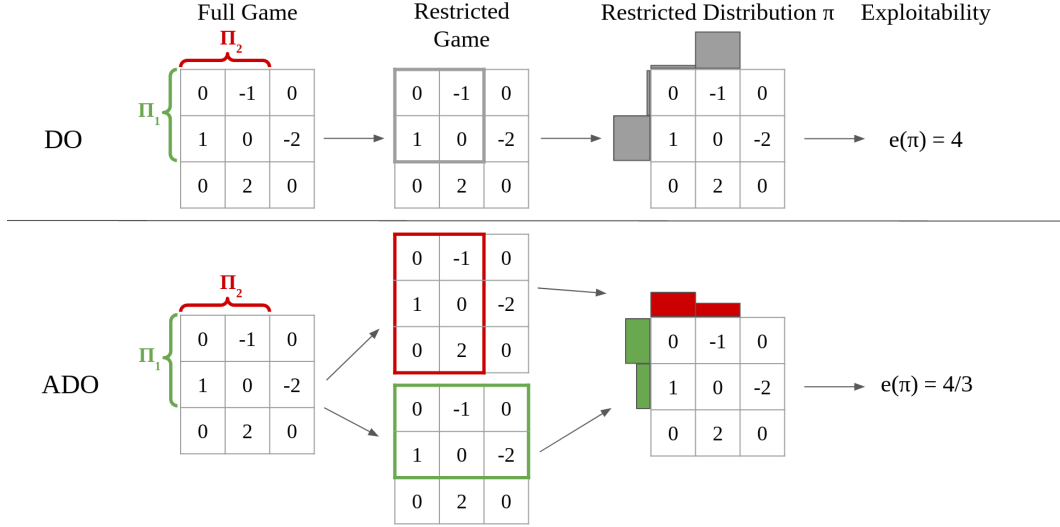 Full Game
Restricted Game
Restricted Distribution π
Exploitability
Π2
Π1
DO
0 -1 0
1 0 -2
0 2 0
0 -1 0
1 0 -2
0 2 0
0 -1 0
1 0 -2
0 2 0
e(π) = 4
Π2
Π1
ADO
0 -1 0
1 0 -2
0 2 0
0 -1 0
1 0 -2
0 2 0
0 -1 0
1 0 -2
0 2 0
0 -1 0
1 0 -2
0 2 0
e(π) = 4/3